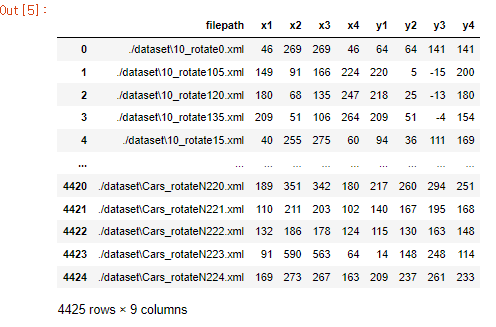 Out [5]:
filepath x1 x2 x3 x4 y1 y2 y3 y4
0 ./dataset\10_rotate0.xml 46 269 269 46 64 64 141 141
1 ./dataset\10_rotate105.xml 149 91 166 224 220 5 -15 200
2 ./dataset\10_rotate120.xml 180 68 135 247 218 25 -13 180
3 ./dataset\10_rotate135.xml 209 51 106 264 209 51 -4 154
4 ./dataset\10_rotate15.xml 40 255 275 60 94 36 111 169
... ... ... ... ... ... ... ... ... ...
4420 ./dataset\Cars_rotateN220.xml 189 351 342 180 217 260 294 251
4421 ./dataset\Cars_rotateN221.xml 110 211 203 102 140 167 195 168
4422 ./dataset\Cars_rotateN222.xml 132 186 178 124 115 130 163 148
4423 ./dataset\Cars_rotateN223.xml 91 590 563 64 14 148 248 114
4424 ./dataset\Cars_rotateN224.xml 169 273 267 163 209 237 261 233
4425 rows × 9 columns